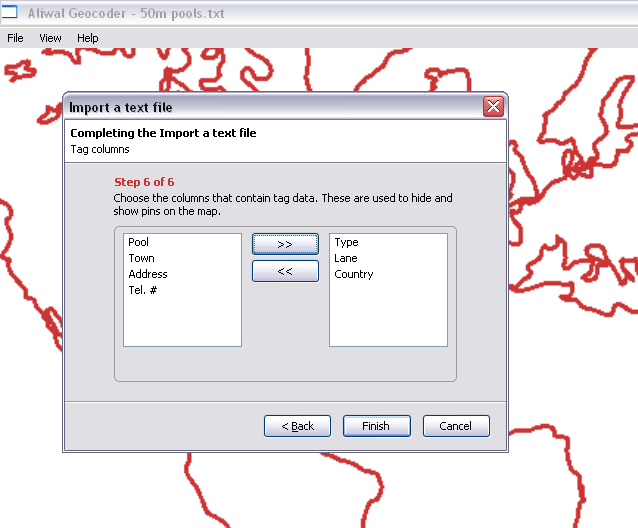 Aliwal Geocoder - 50m pools.txt
File View Help
Import a text file
Completing the Import a text file
Tag columns
Step 6 of 6
Choose the columns that contain tag data. These are used to hide and
show pins on the map.
Pool
Town
Address
Tel. #
>>
<<
Type
Lane
Country
< Back
Finish
Cancel